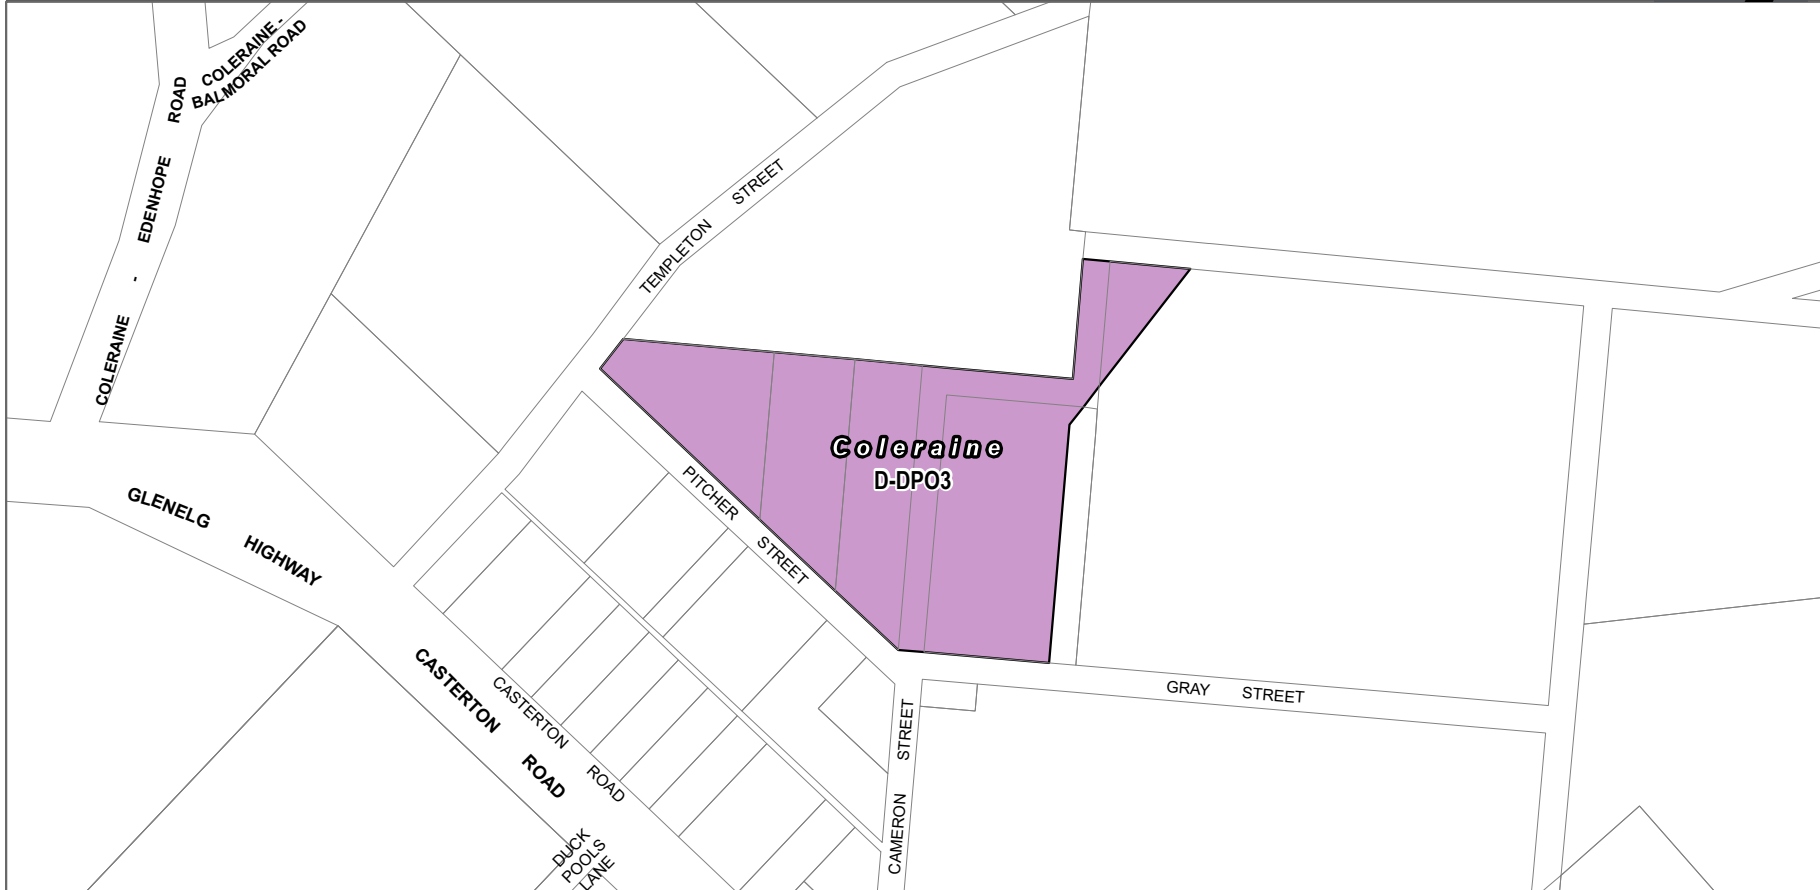 COLERAINE -
BALMORAL ROAD
COLERAINE - EDENHOPE ROAD
TEMPLETON STREET
Coleraine
D-DPO3
PITCHER STREET
GLENELG HIGHWAY
CASTERTON ROAD
CASTERTON ROAD
GRAY STREET
CAMERON STREET
DUCK
POOLS
LANE